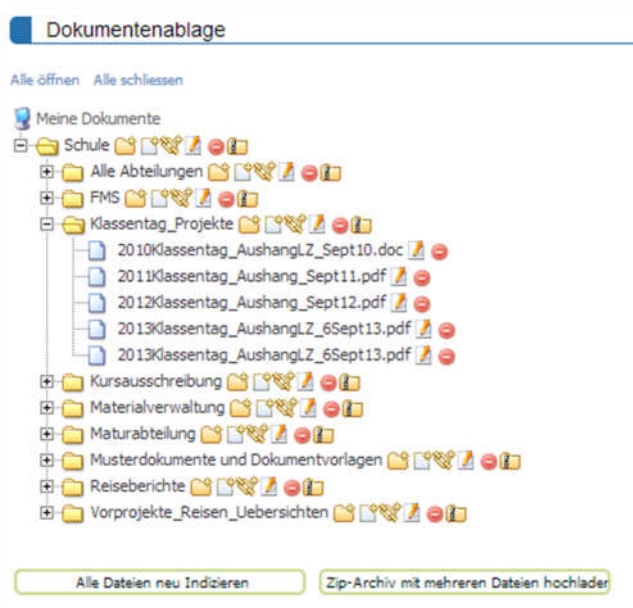 Dokumentenablage
Alle öffnen Alle schliessen
Meine Dokumente
Schule
Alle Abteilungen
FMS
Klassentag_Projekte
2010Klassentag_AushangLZ_Sept10.doc
2011Klassentag_Aushang_Sept11.pdf
2012Klassentag_Aushang_Sept12.pdf
2013Klassentag_AushangLZ_6Sept13.pdf
2013Klassentag_AushangLZ_6Sept13.pdf
Kursausschreibung
Materialverwaltung
Maturabteilung
Musterdokumente und Dokumentvorlagen
Reiseberichte
Vorprojekte_Reisen_Uebersichten
Alle Dateien neu Indizieren Zip-Archiv mit mehreren Dateien hochladen